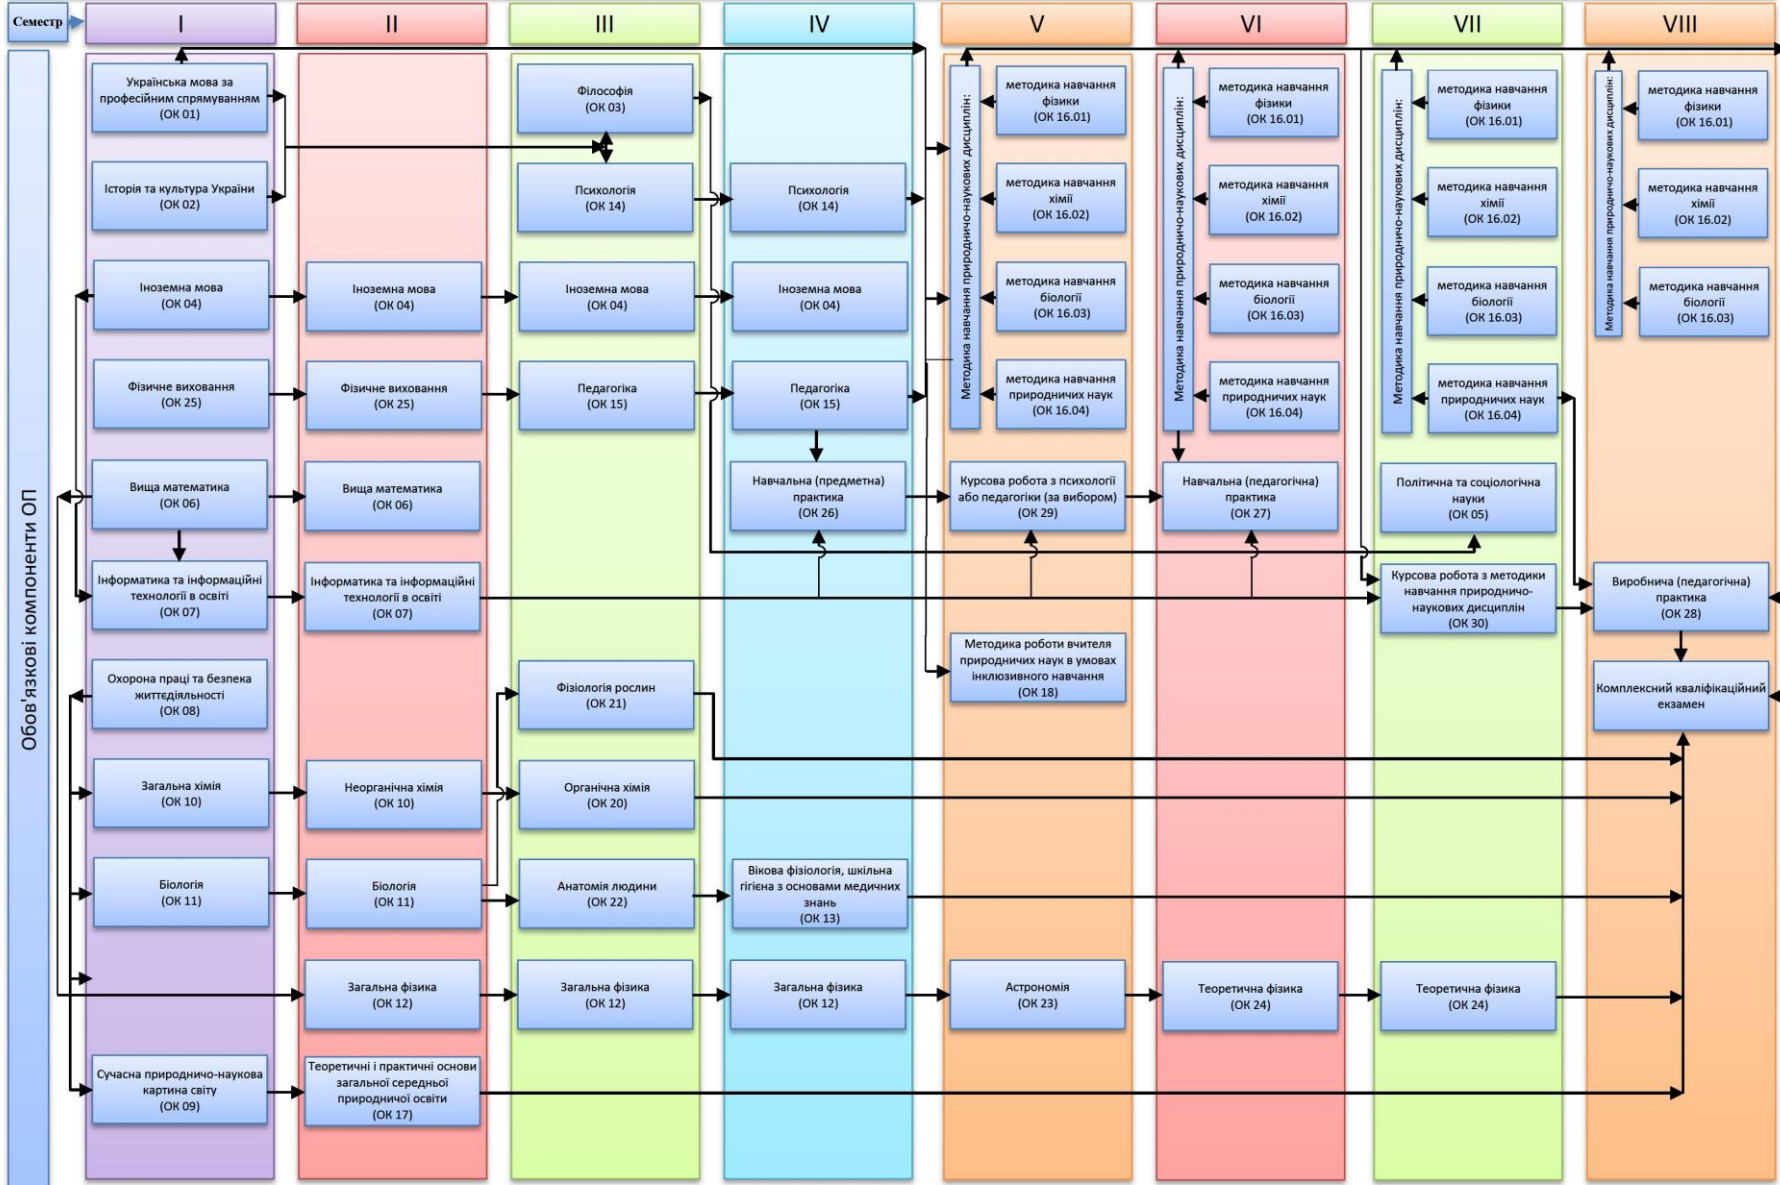 Семестр
I
II
III
IV
V
VI
VII
VIII
Обов'язкові компоненти ОП
Українська мова за
професійним спрямуванням
(ОК 01)
Історія та культура України
(ОК 02)
Іноземна мова
(ОК 04)
Фізичне виховання
(ОК 25)
Вища математика
(ОК 06)
Інформатика та інформаційні
технології в освіті
(ОК 07)
Охорона праці та безпека
життєдіяльності
(ОК 08)
Загальна хімія
(ОК 10)
Біологія
(ОК 11)
Сучасна природничо-наукова
картина світу
(ОК 09)
Іноземна мова
(ОК 04)
Фізичне виховання
(ОК 25)
Вища математика
(ОК 06)
Інформатика та інформаційні
технології в освіті
(ОК 07)
Неорганічна хімія
(ОК 10)
Біологія
(ОК 11)
Загальна фізика
(ОК 12)
Теоретичні і практичні основи
загальної середньої
природничої освіти
(ОК 17)
Філософія
(ОК 03)
Психологія
(ОК 14)
Іноземна мова
(ОК 04)
Педагогіка
(ОК 15)
Фізіологія рослин
(ОК 21)
Органічна хімія
(ОК 20)
Анатомія людини
(ОК 22)
Загальна фізика
(ОК 12)
Психологія
(ОК 14)
Іноземна мова
(ОК 04)
Педагогіка
(ОК 15)
Навчальна (предметна)
практика
(ОК 26)
Вікова фізіологія, шкільна
гігієна з основами медичних
знань
(ОК 13)
Загальна фізика
(ОК 12)
Методика навчання природничо-наукових дисциплін:
методика навчання
фізики
(ОК 16.01)
методика навчання
хімії
(ОК 16.02)
методика навчання
біології
(ОК 16.03)
методика навчання
природничих наук
(ОК 16.04)
Курсова робота з психології
або педагогіки (за вибором)
(ОК 29)
Методика роботи вчителя
природничих наук в умовах
інклюзивного навчання
(ОК 18)
Астрономія
(ОК 23)
Методика навчання природничо-наукових дисциплін:
методика навчання
фізики
(ОК 16.01)
методика навчання
хімії
(ОК 16.02)
методика навчання
біології
(ОК 16.03)
методика навчання
природничих наук
(ОК 16.04)
Навчальна (педагогічна)
практика
(ОК 27)
Теоретична фізика
(ОК 24)
Методика навчання природничо-наукових дисциплін:
методика навчання
фізики
(ОК 16.01)
методика навчання
хімії
(ОК 16.02)
методика навчання
біології
(ОК 16.03)
методика навчання
природничих наук
(ОК 16.04)
Політична та соціологічна
науки
(ОК 05)
Курсова робота з методики
навчання природничо-
наукових дисциплін
(ОК 30)
Теоретична фізика
(ОК 24)
Методика навчання природничо-наукових дисциплін:
методика навчання
фізики
(ОК 16.01)
методика навчання
хімії
(ОК 16.02)
методика навчання
біології
(ОК 16.03)
Виробнича (педагогічна)
практика
(ОК 28)
Комплексний кваліфікаційний
екзамен